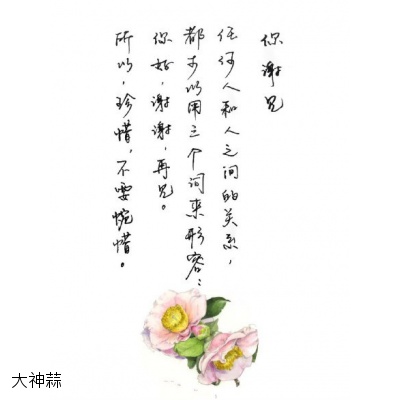 你谢见
任何人和人之间的关系，
都可以用三个词来形容：
你好，谢谢，再见。
所以，珍惜，不要惋惜。
大神蒜